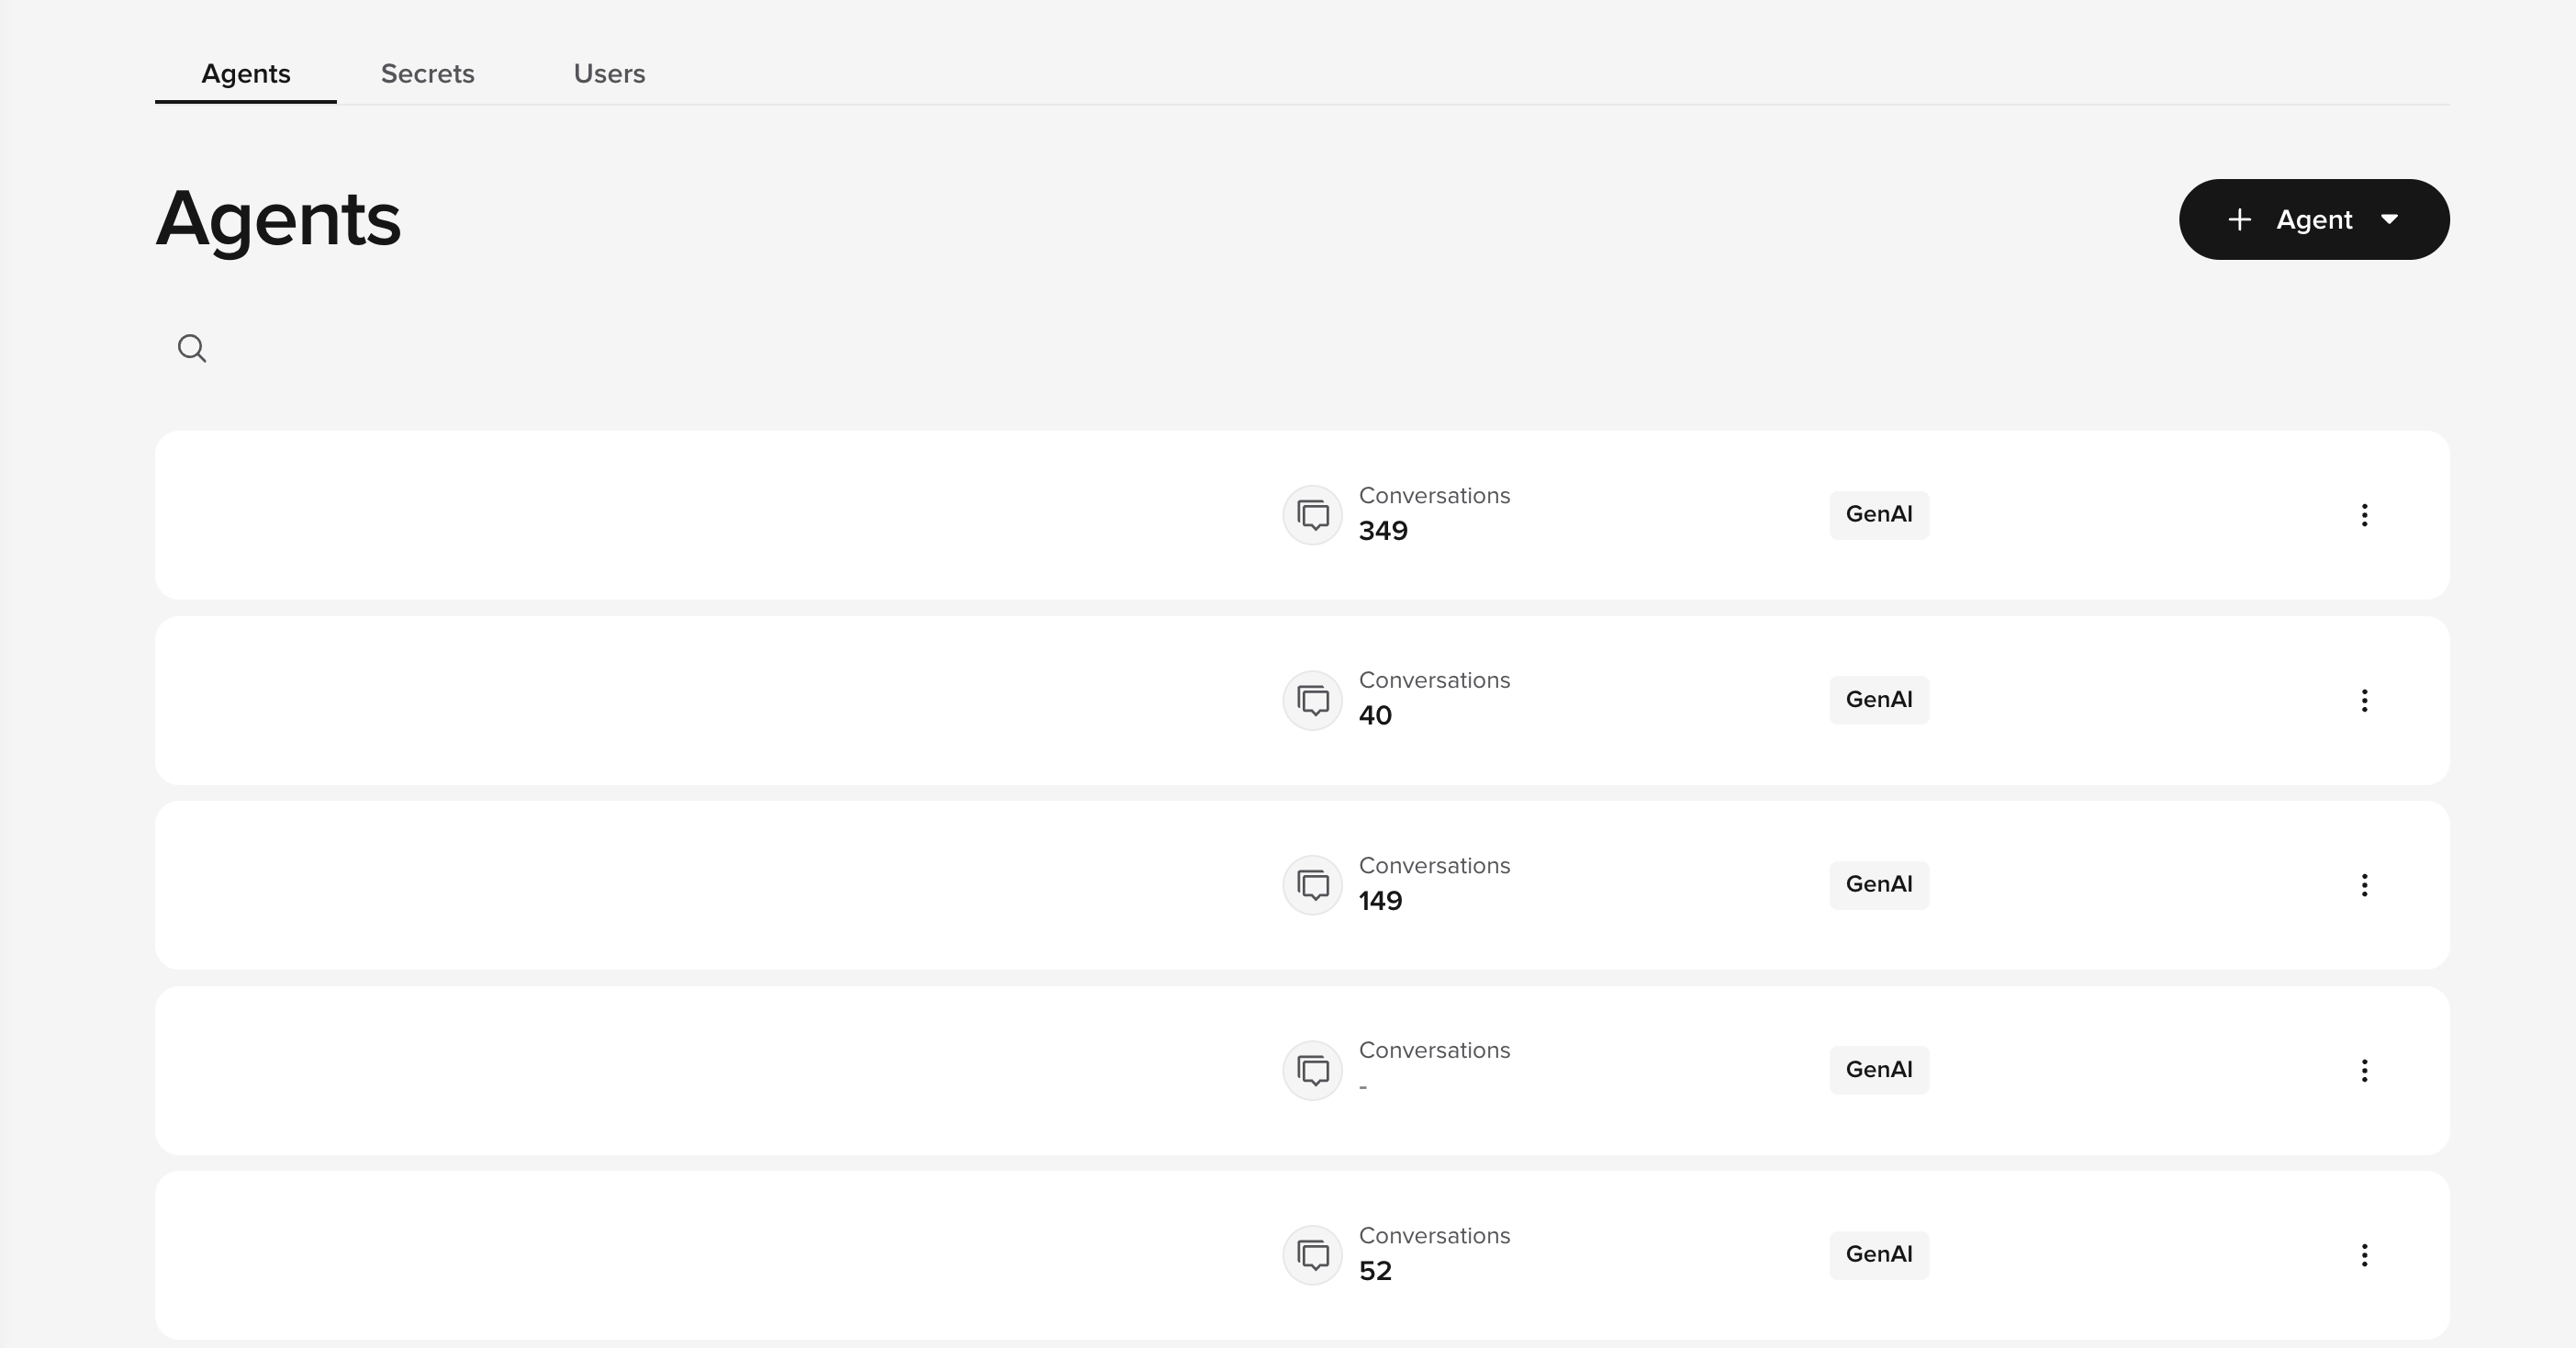 Agents Secrets Users
Agents
Agent
Conversations
349
GenAI
Conversations
40
GenAI
Conversations
149
GenAI
Conversations
-
GenAI
Conversations
52
GenAI